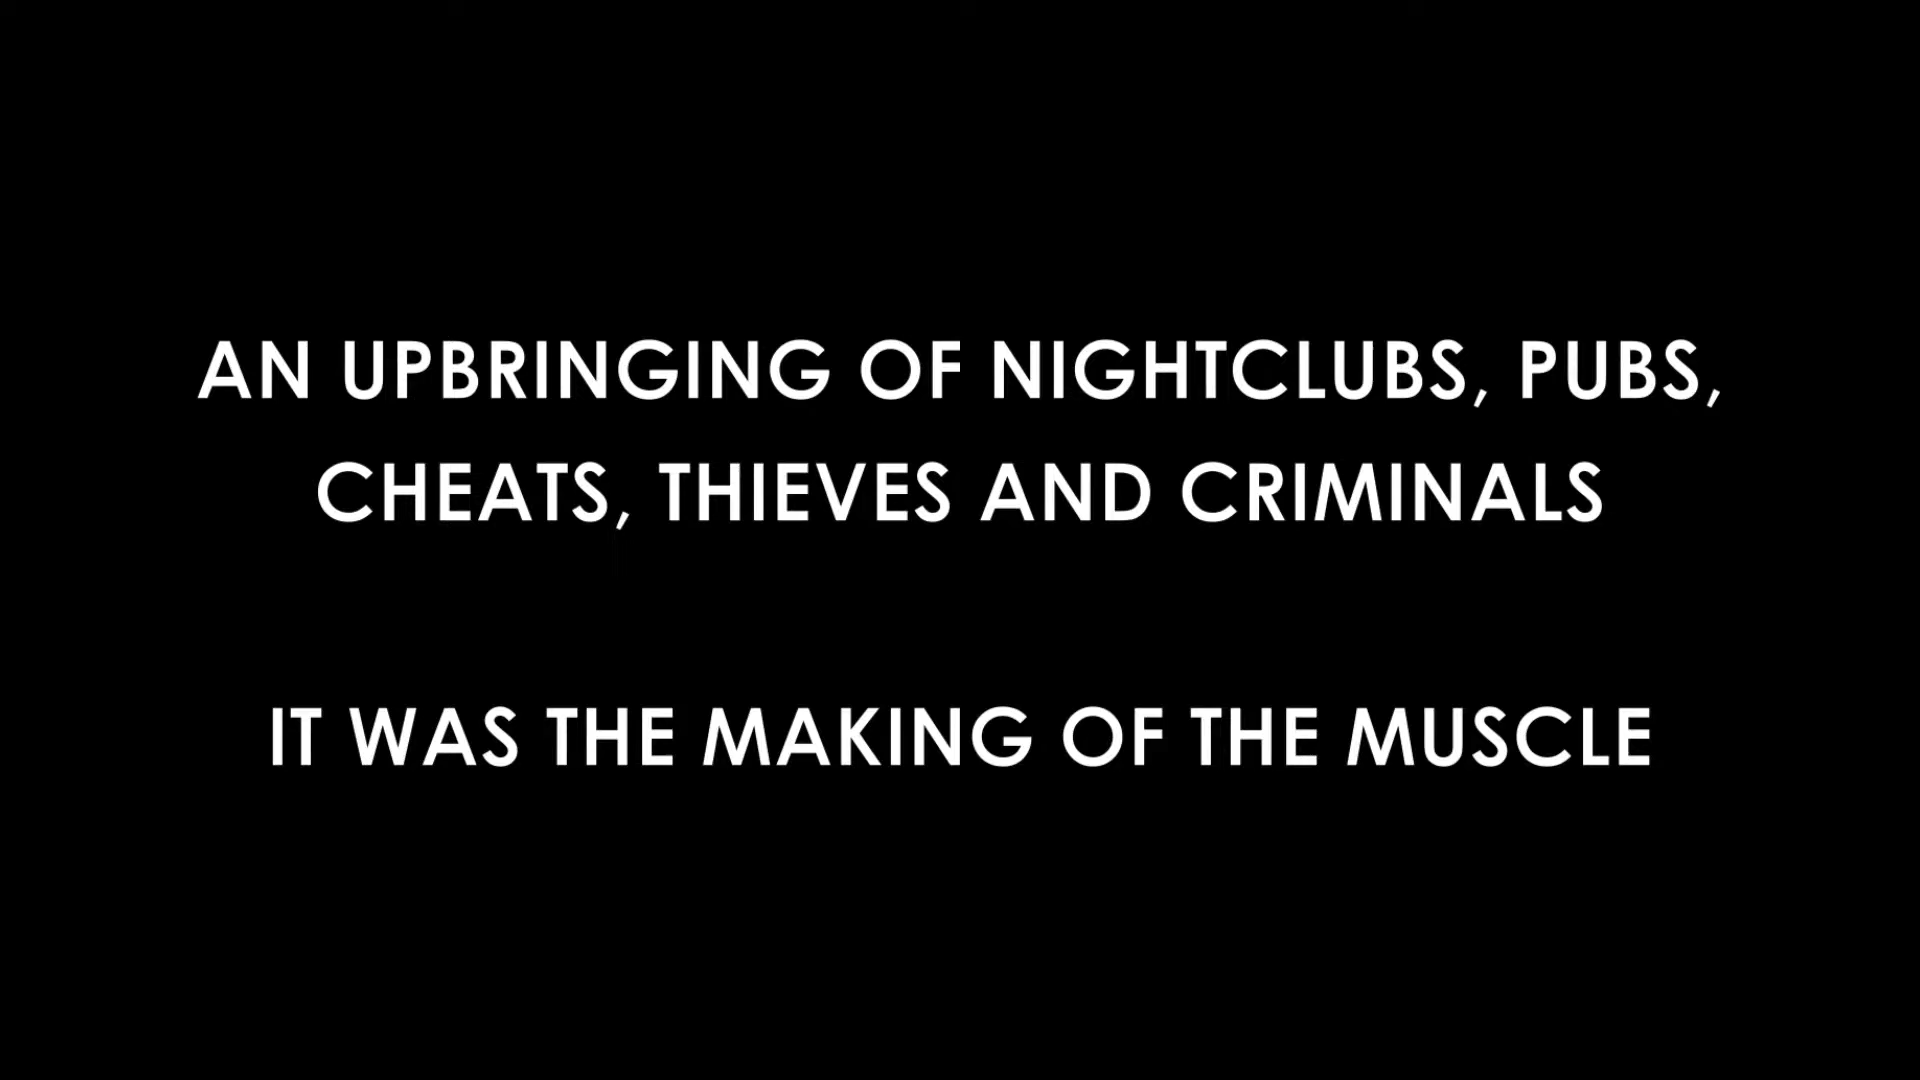 AN UPBRINGING OF NIGHTCLUBS, PUBS,
CHEATS, THIEVES AND CRIMINALS
IT WAS THE MAKING OF THE MUSCLE